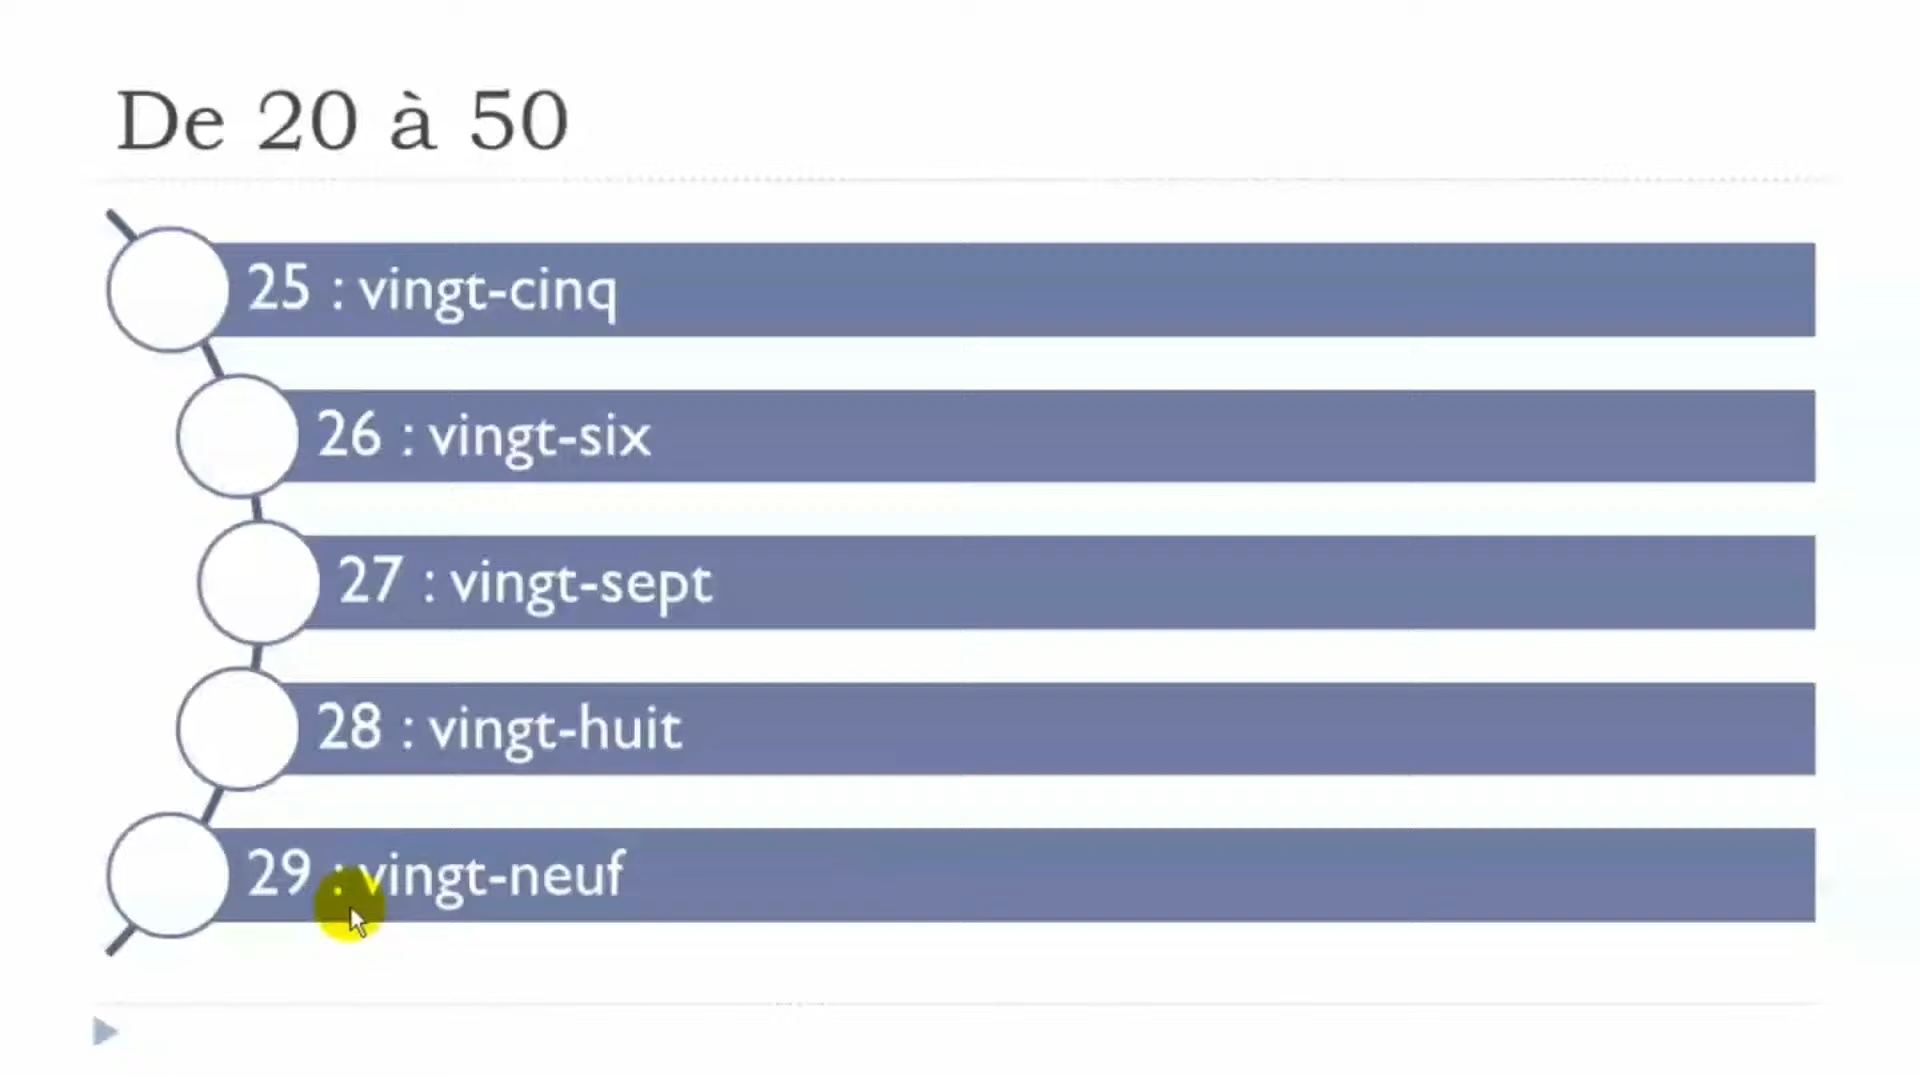 De 20 à 50
25 : vingt-cinq
26 : vingt-six
27 : vingt-sept
28 : vingt-huit
29 : vingt-neuf